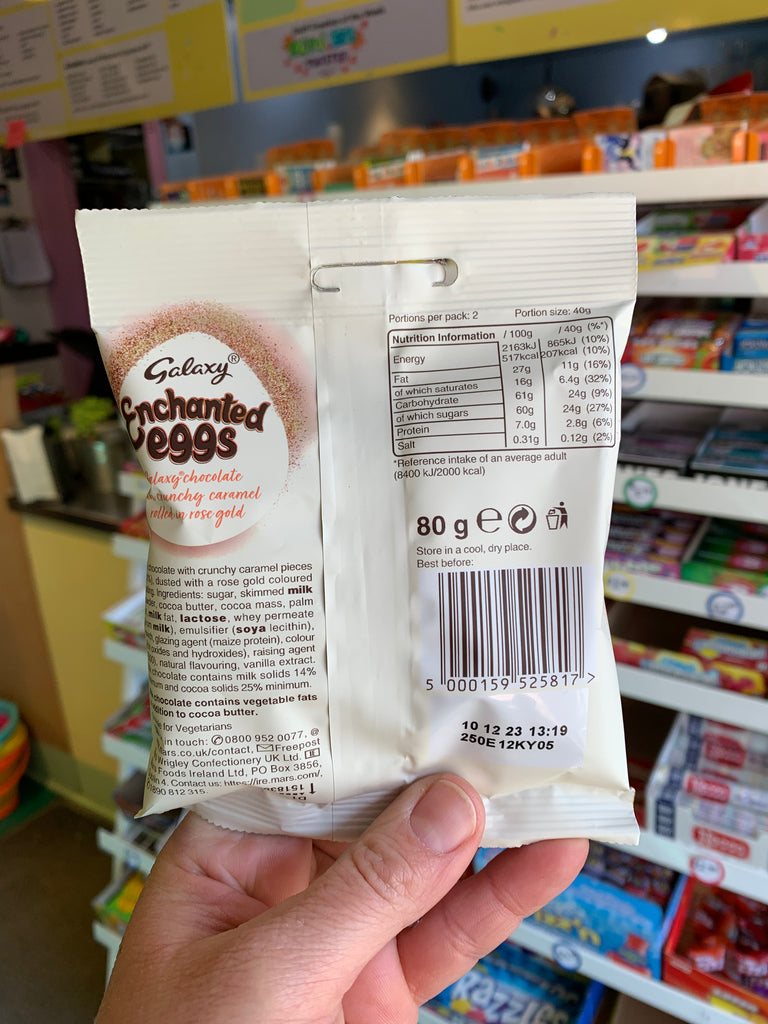 Galaxy®
Enchanted
eggs
Galaxy® chocolate
crunchy caramel
rolled in rose gold
chocolate with crunchy caramel pieces
dusted with a rose gold coloured
Ingredients: sugar, skimmed milk
cocoa butter, cocoa mass, palm
milk fat, lactose, whey permeate
milk), emulsifier (soya lecithin),
glazing agent (maize protein), colour
oxides and hydroxides), raising agent
natural flavouring, vanilla extract.
chocolate contains milk solids 14%
and cocoa solids 25% minimum.
chocolate contains vegetable fats
to cocoa butter.
for Vegetarians
in touch: 0800 952 0077, @
mars.co.uk/contact, Freepost
Wrigley Confectionery UK Ltd.
Foods Ireland Ltd, PO Box 3856,
4. Contact us: https://ire.mars.com/,
1890 812 315.
Portions per pack: 2 Portion size: 40g
Nutrition Information / 100g / 40g (%*)
Energy 2163kJ 865kJ (10%)
517kcal 207kcal (10%)
Fat 27g 11g (16%)
of which saturates 16g 6.4g (32%)
Carbohydrate 61g 24g (9%)
of which sugars 60g 24g (27%)
Protein 7.0g 2.8g (6%)
Salt 0.31g 0.12g (2%)
*Reference intake of an average adult
(8400 kJ/2000 kcal)
80 g ℮
Store in a cool, dry place.
Best before:
5 000159 525817 >
10 12 23 13:19
250E12KY05